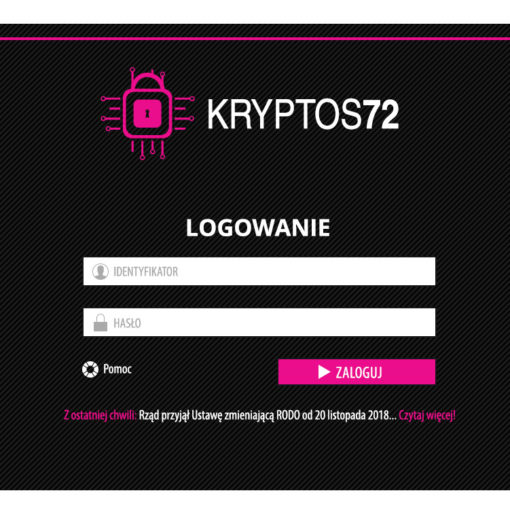 KRYPTOS72
LOGOWANIE
IDENTYFIKATOR
HASŁO
Pomoc
ZALOGUJ
Z ostatniej chwili: Rząd przyjął Ustawę zmieniającą RODO od 20 listopada 2018... Czytaj więcej!